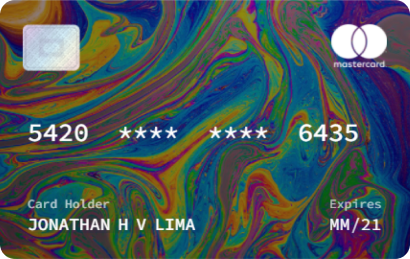 mastercard
5420 **** **** 6435
Card Holder Expires
JONATHAN H V LIMA MM/21